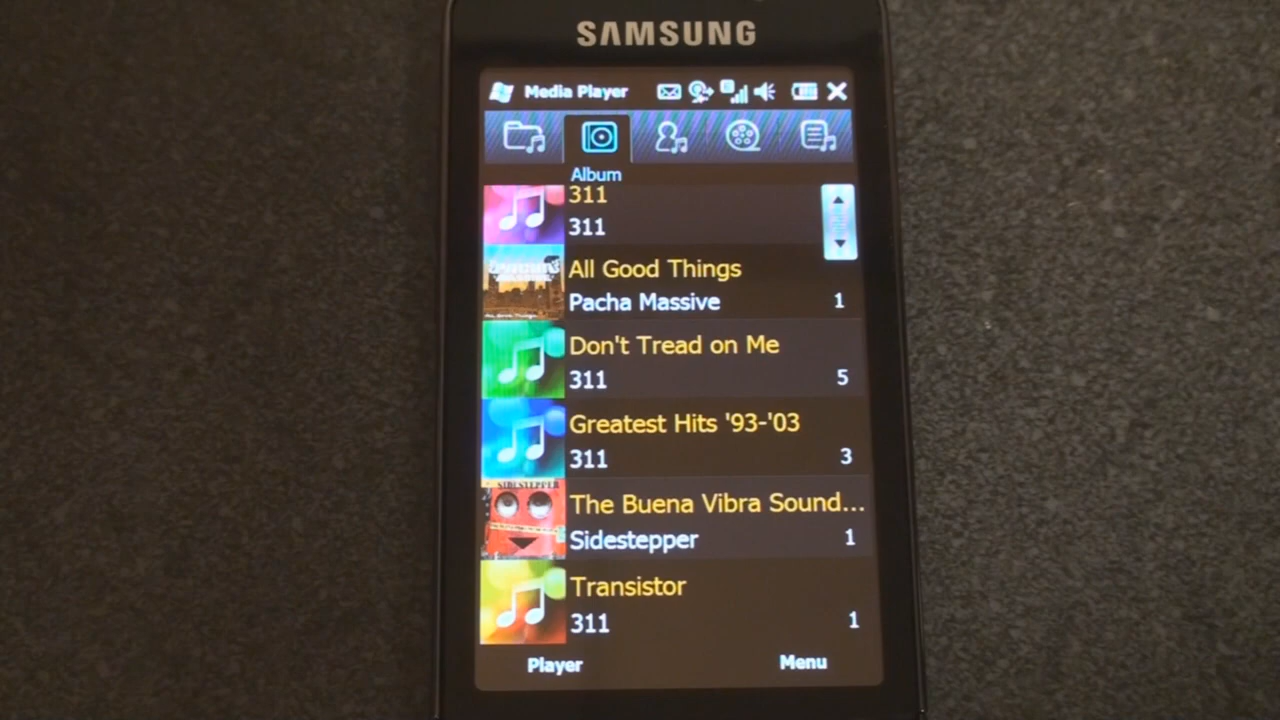 SAMSUNG
Media Player
Album
311
311
All Good Things
Pacha Massive 1
Don't Tread on Me
311 5
Greatest Hits '93-'03
311 3
SIDESTEPPER
The Buena Vibra Sound...
Sidestepper 1
Transistor
311 1
Player Menu